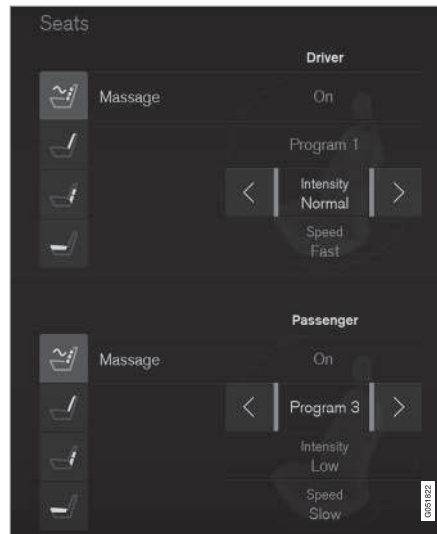 Seats
Driver
Massage On
Program 1
Intensity
Normal
Speed
Fast
Passenger
Massage On
Program 3
Intensity
Low
Speed
Slow
G051822